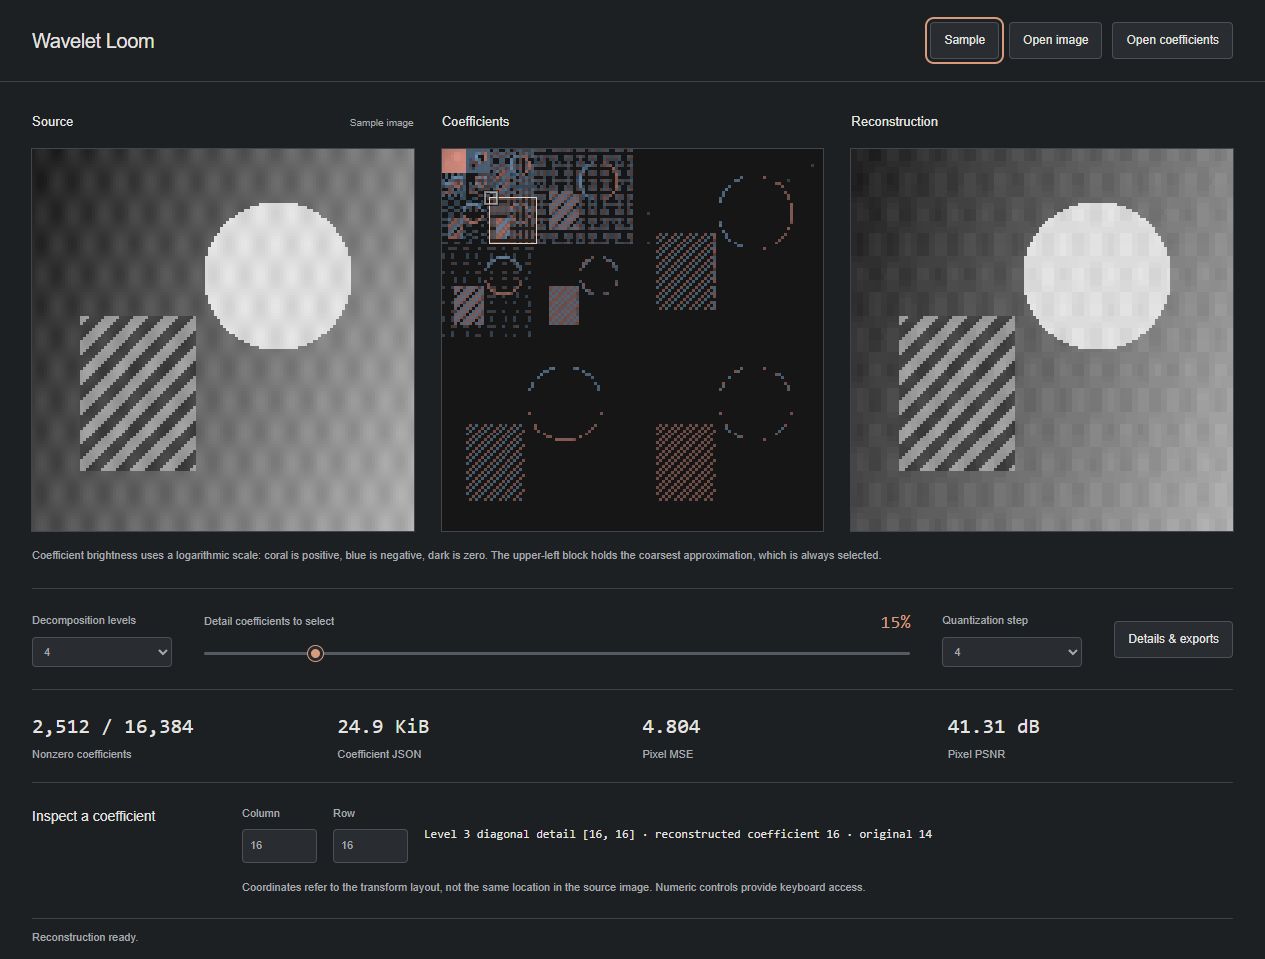 Wavelet Loom
Sample
Open image
Open coefficients
Source
Sample image
Coefficients
Reconstruction
Coefficient brightness uses a logarithmic scale: coral is positive, blue is negative, dark is zero. The upper-left block holds the coarsest approximation, which is always selected.
Decomposition levels
4
Detail coefficients to select
15%
Quantization step
4
Details & exports
2,512 / 16,384
Nonzero coefficients
24.9 KiB
Coefficient JSON
4.804
Pixel MSE
41.31 dB
Pixel PSNR
Inspect a coefficient
Column
16
Row
16
Level 3 diagonal detail [16, 16] · reconstructed coefficient 16 · original 14
Coordinates refer to the transform layout, not the same location in the source image. Numeric controls provide keyboard access.
Reconstruction ready.